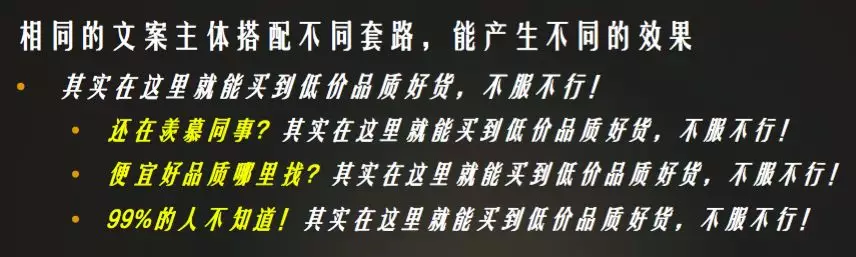 相同的文案主体搭配不同套路，能产生不同的效果
• 其实在这里就能买到低价品质好货，不服不行！
• 还在羡慕同事？其实在这里就能买到低价品质好货，不服不行！
• 便宜好品质哪里找？其实在这里就能买到低价品质好货，不服不行！
• 99%的人不知道！其实在这里就能买到低价品质好货，不服不行！